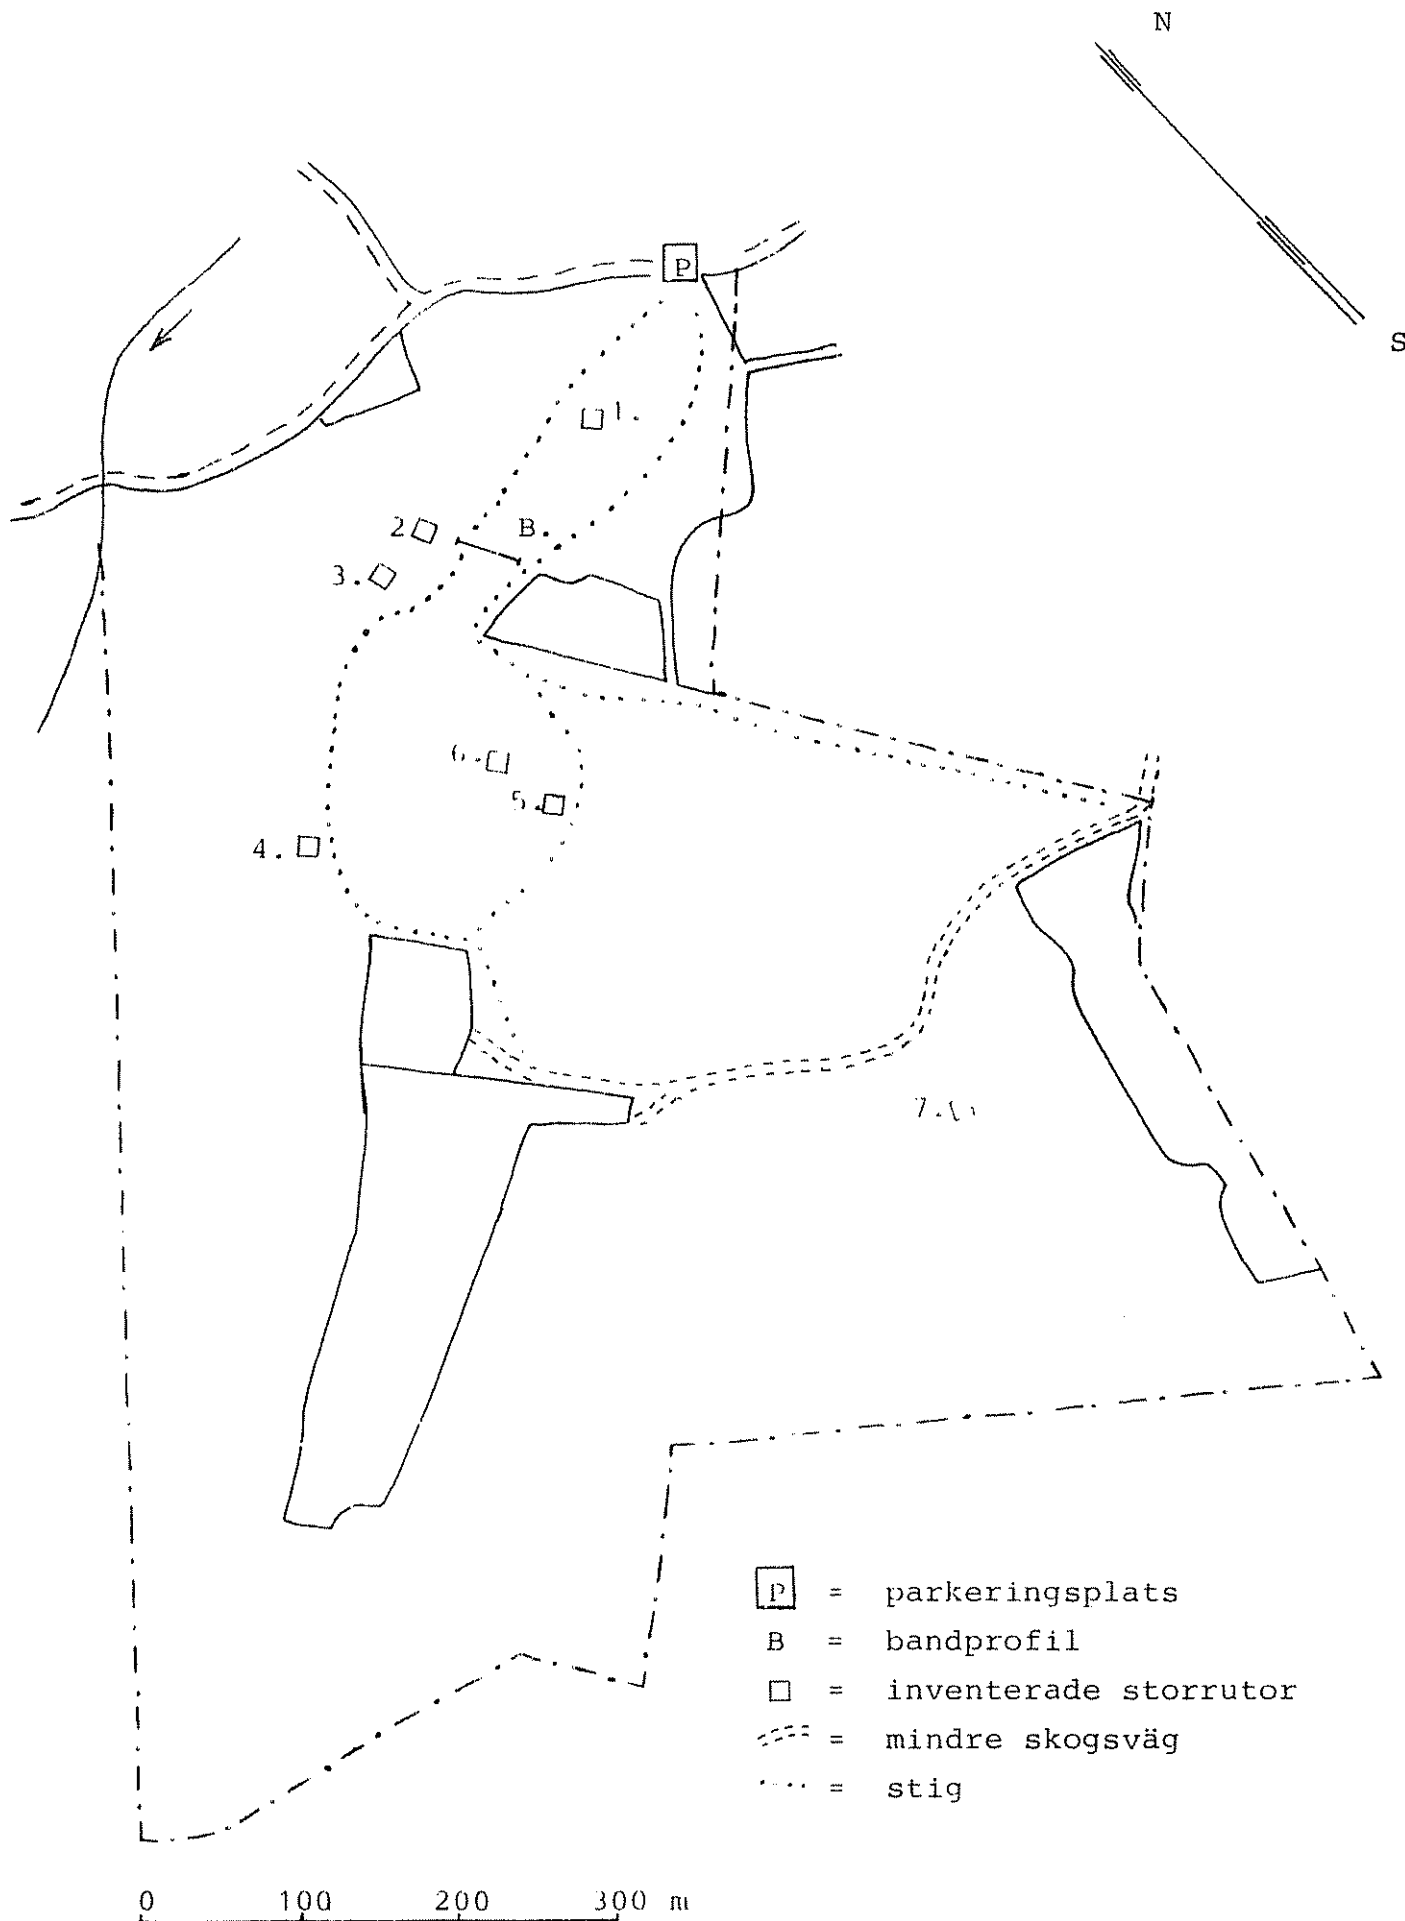 N
S
P
1.
2
B.
3.
6.
5.
4.
7.
P = parkeringsplats
B = bandprofil
□ = inventerade storrutor
= mindre skogsväg
.... = stig
0 100 200 300 m